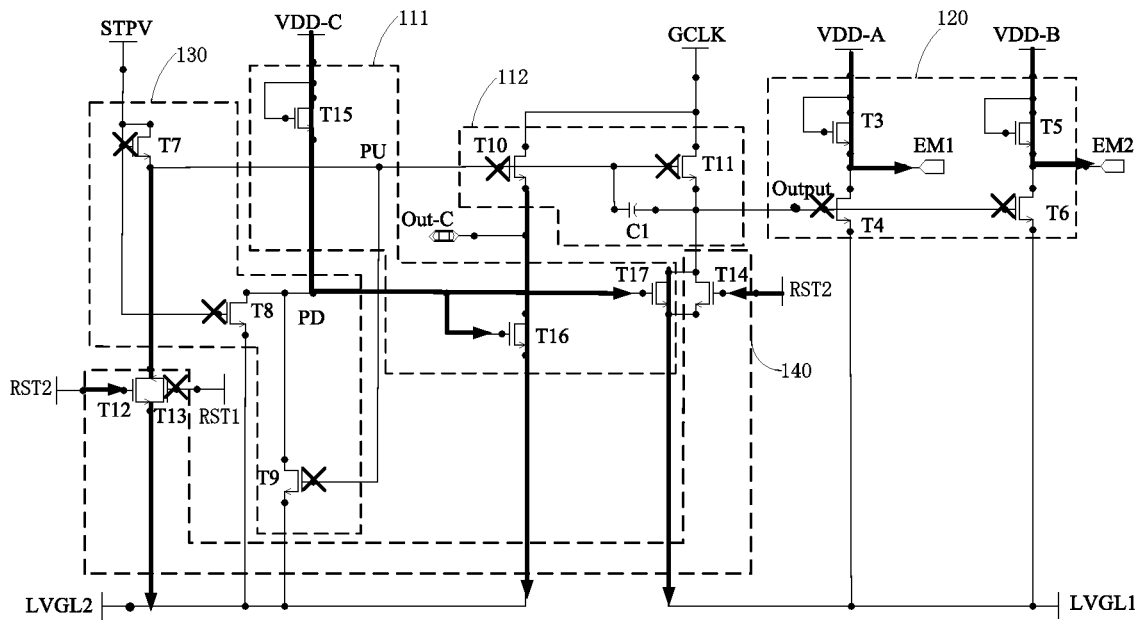 STPV
VDD-C
111
GCLK
VDD-A
120
VDD-B
130
112
T7
T15
PU
T10
T11
T3
EM1
T5
EM2
Output
Out-C
C1
T4
T6
T8
PD
T17
T14
RST2
T16
140
RST2
T12
T13
RST1
T9
LVGL2
LVGL1